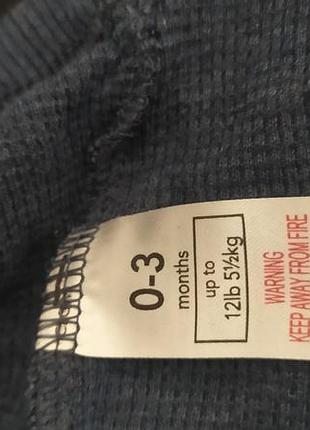 0-3
months
up to
12lb 5½kg
WARNING
KEEP AWAY FROM FIRE